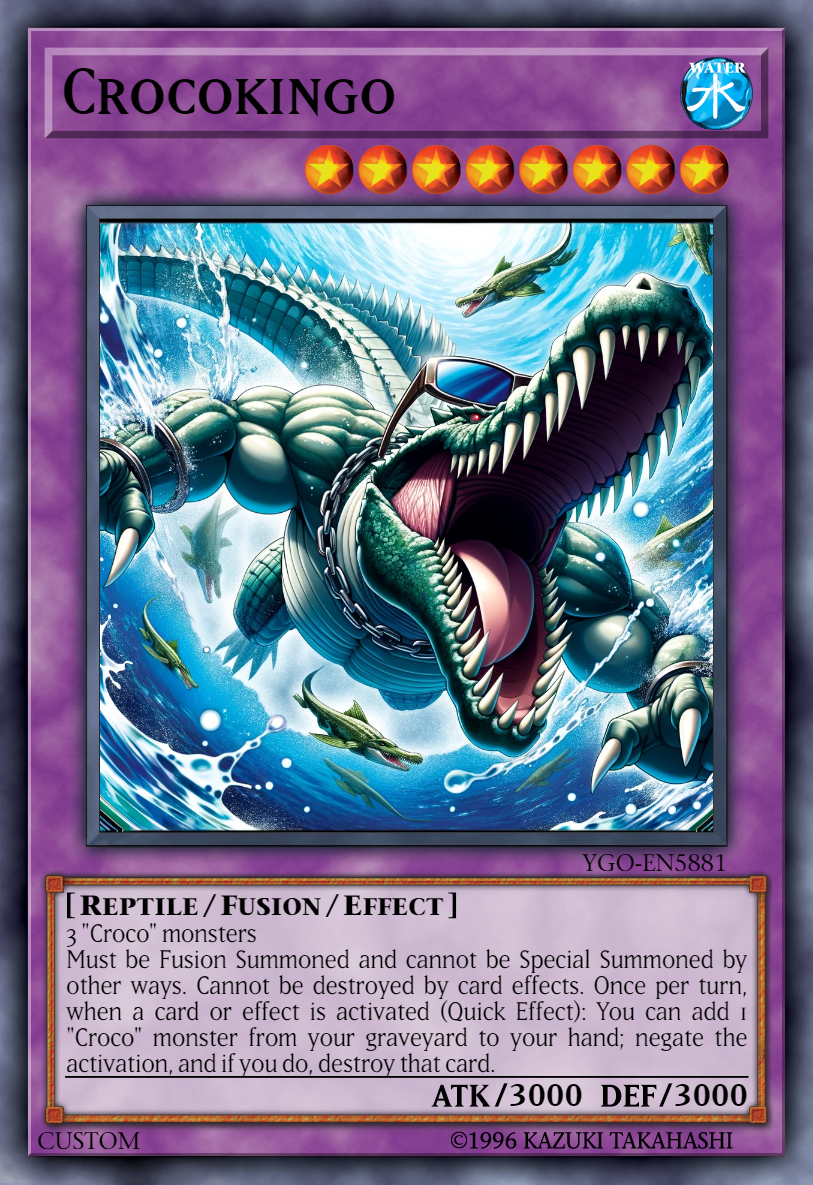 Crocokingo
WATER
水
YGO-EN5881
[ Reptile / Fusion / Effect ]
3 "Croco" monsters
Must be Fusion Summoned and cannot be Special Summoned by
other ways. Cannot be destroyed by card effects. Once per turn,
when a card or effect is activated (Quick Effect): You can add 1
"Croco" monster from your graveyard to your hand; negate the
activation, and if you do, destroy that card.
ATK/3000 DEF/3000
CUSTOM ©1996 KAZUKI TAKAHASHI